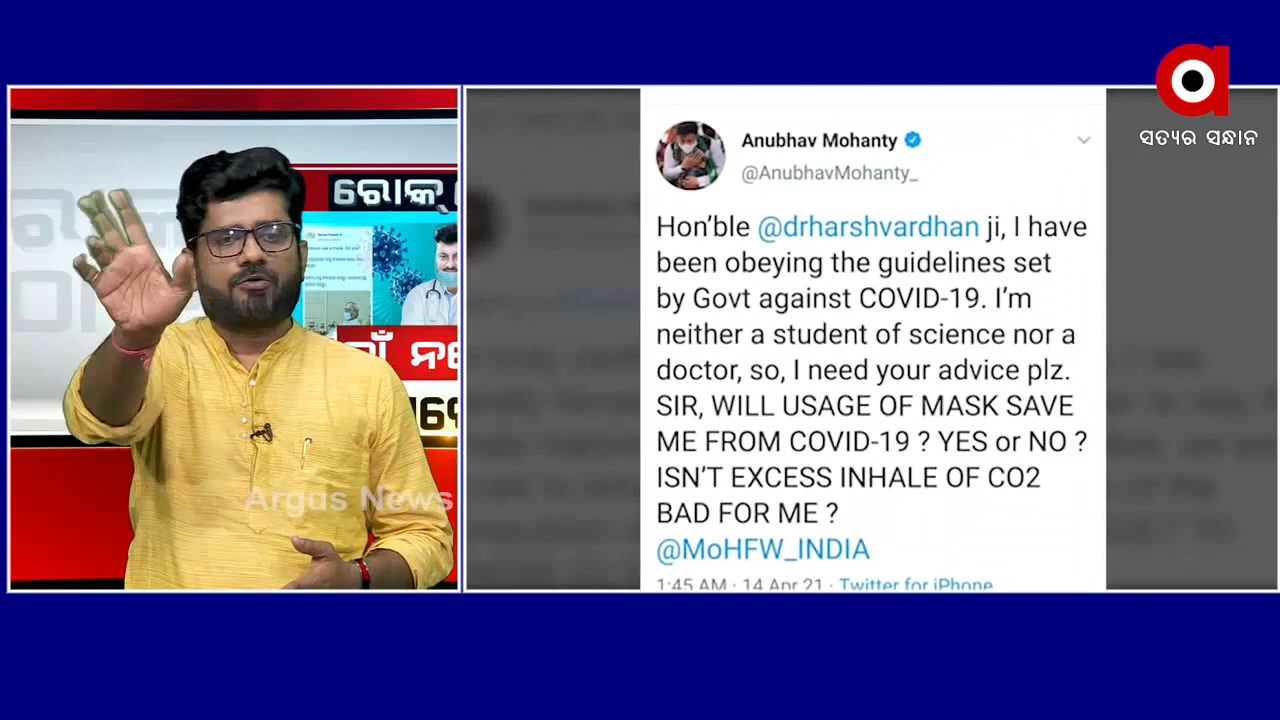 ସତ୍ୟର ସନ୍ଧାନ
ରୋକ୍
Argus News
Anubhav Mohanty
@AnubhavMohanty_
Hon’ble @drharshvardhan ji, I have
been obeying the guidelines set
by Govt against COVID-19. I’m
neither a student of science nor a
doctor, so, I need your advice plz.
SIR, WILL USAGE OF MASK SAVE
ME FROM COVID-19 ? YES or NO ?
ISN’T EXCESS INHALE OF CO2
BAD FOR ME ?
@MoHFW_INDIA
1:45 AM · 14 Apr 21 · Twitter for iPhone